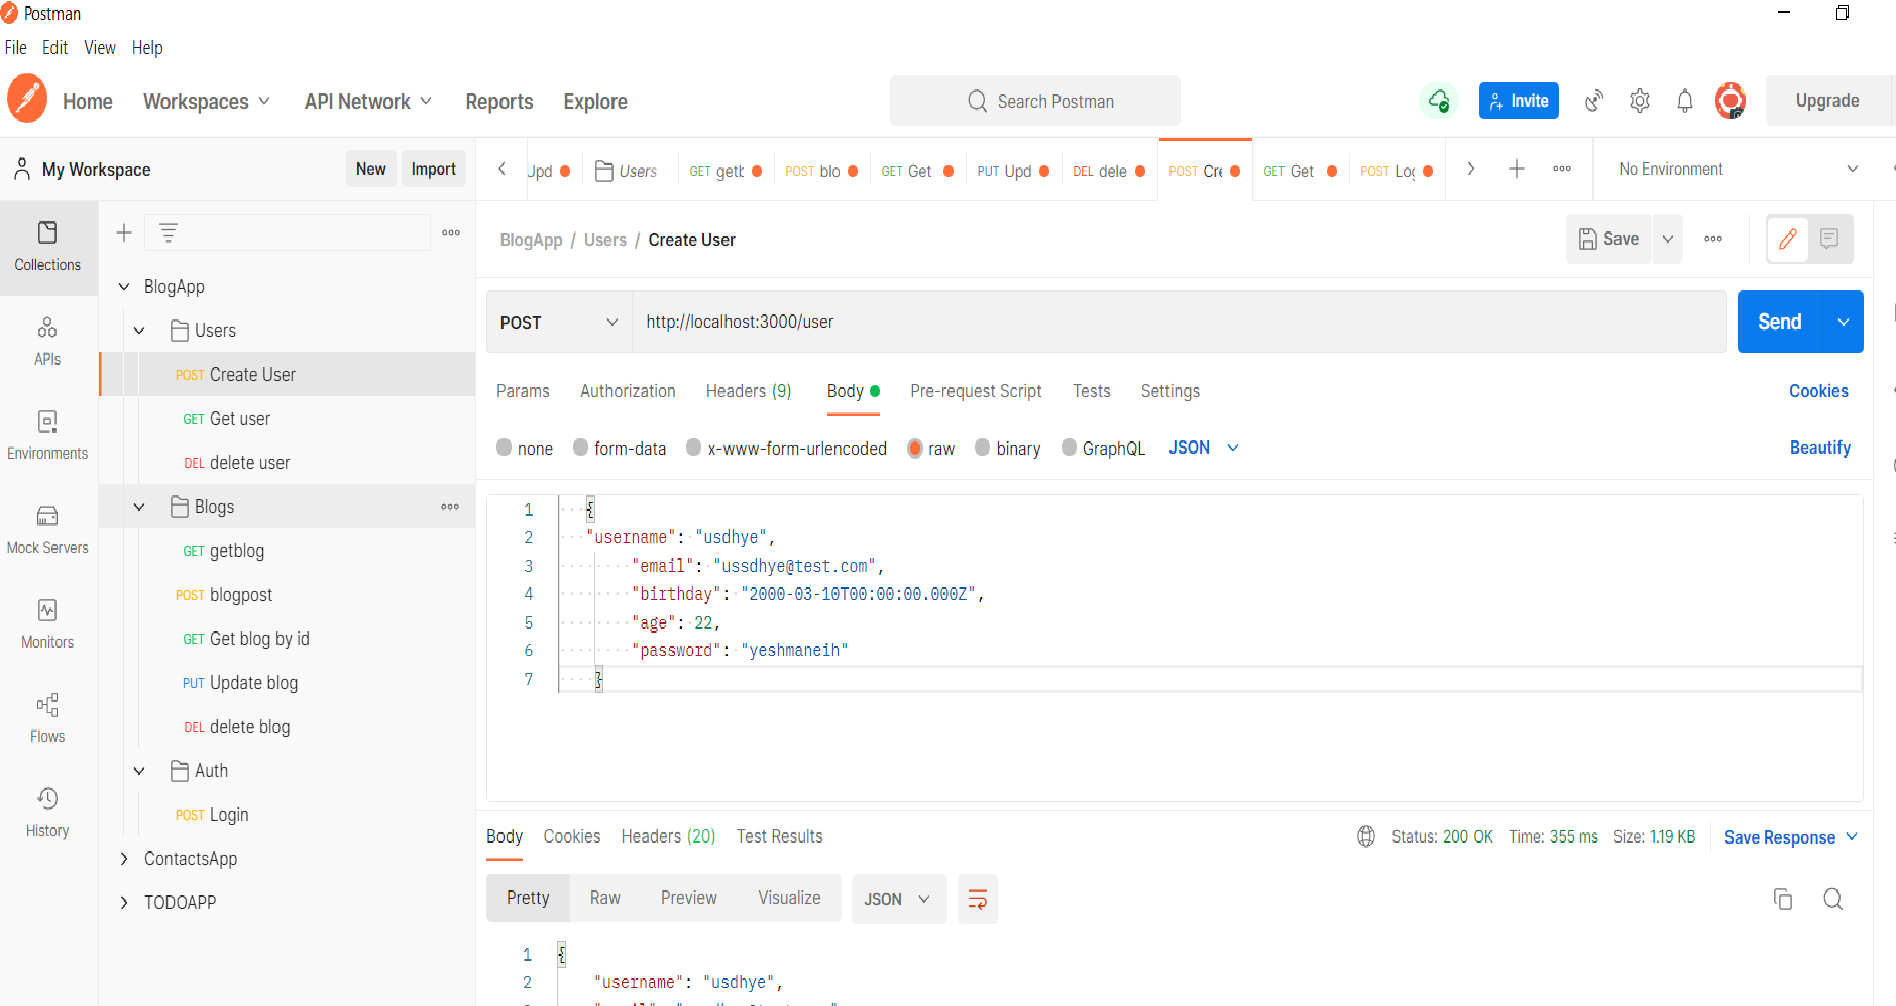 Postman
File Edit View Help
Home Workspaces API Network Reports Explore Search Postman Invite Upgrade
My Workspace New Import
Upd Users GET getb POST blo GET Get PUT Upd DEL dele POST Cre GET Get POST Log No Environment
Collections
APIs
Environments
Mock Servers
Monitors
Flows
History
BlogApp
Users
POST Create User
GET Get user
DEL delete user
Blogs
GET getblog
POST blogpost
GET Get blog by id
PUT Update blog
DEL delete blog
Auth
POST Login
ContactsApp
TODOAPP
BlogApp / Users / Create User Save
POST http://localhost:3000/user Send
Params Authorization Headers (9) Body Pre-request Script Tests Settings Cookies
none form-data x-www-form-urlencoded raw binary GraphQL JSON Beautify
1 {
2 "username": "usdhye",
3 "email": "ussdhye@test.com",
4 "birthday": "2000-03-10T00:00:00.000Z",
5 "age": 22,
6 "password": "yeshmaneih"
7 }
Body Cookies Headers (20) Test Results Status: 200 OK Time: 355 ms Size: 1.19 KB Save Response
Pretty Raw Preview Visualize JSON
1 {
2 "username": "usdhye",